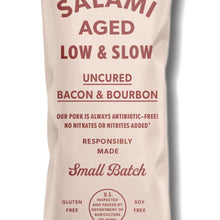 SALAMI
AGED
LOW & SLOW
UNCURED
BACON & BOURBON
OUR PORK IS ALWAYS ANTIBIOTIC-FREE!
NO NITRATES OR NITRITES ADDED*
RESPONSIBLY
MADE
Small Batch
GLUTEN
FREE
U.S.
INSPECTED
AND PASSED BY
DEPARTMENT OF
AGRICULTURE
SOY
FREE